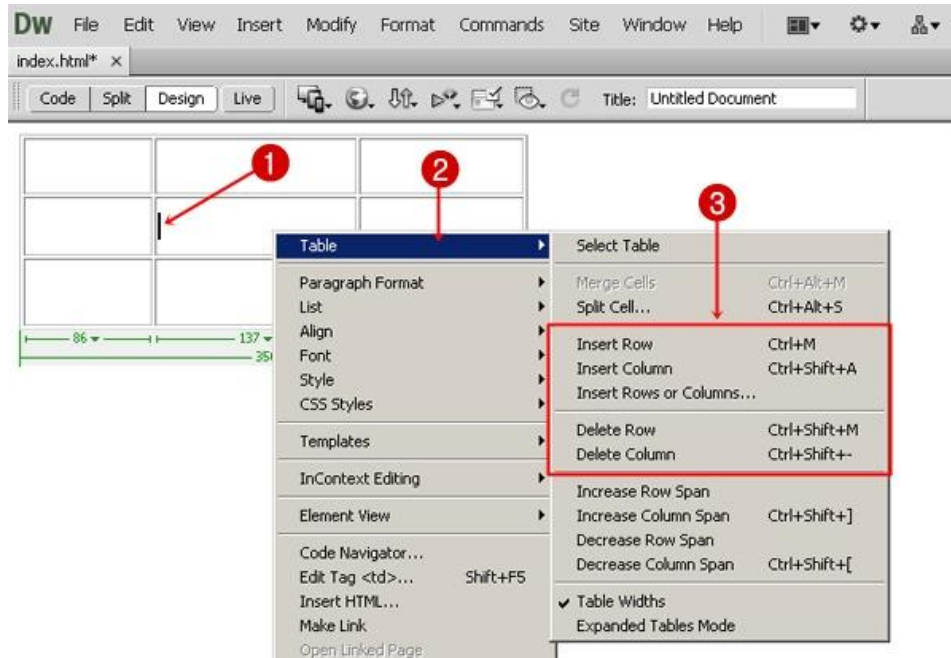 DW File Edit View Insert Modify Format Commands Site Window Help
index.html* ×
Code Split Design Live Title: Untitled Document
1
2
3
Table
Paragraph Format
List
Align
Font
Style
CSS Styles
Templates
InContext Editing
Element View
Code Navigator...
Edit Tag <td>... Shift+F5
Insert HTML...
Make Link
Open Linked Page
Select Table
Merge Cells Ctrl+Alt+M
Split Cell... Ctrl+Alt+S
Insert Row Ctrl+M
Insert Column Ctrl+Shift+A
Insert Rows or Columns...
Delete Row Ctrl+Shift+M
Delete Column Ctrl+Shift+-
Increase Row Span
Increase Column Span Ctrl+Shift+]
Decrease Row Span
Decrease Column Span Ctrl+Shift+[
Table Widths
Expanded Tables Mode
86 137